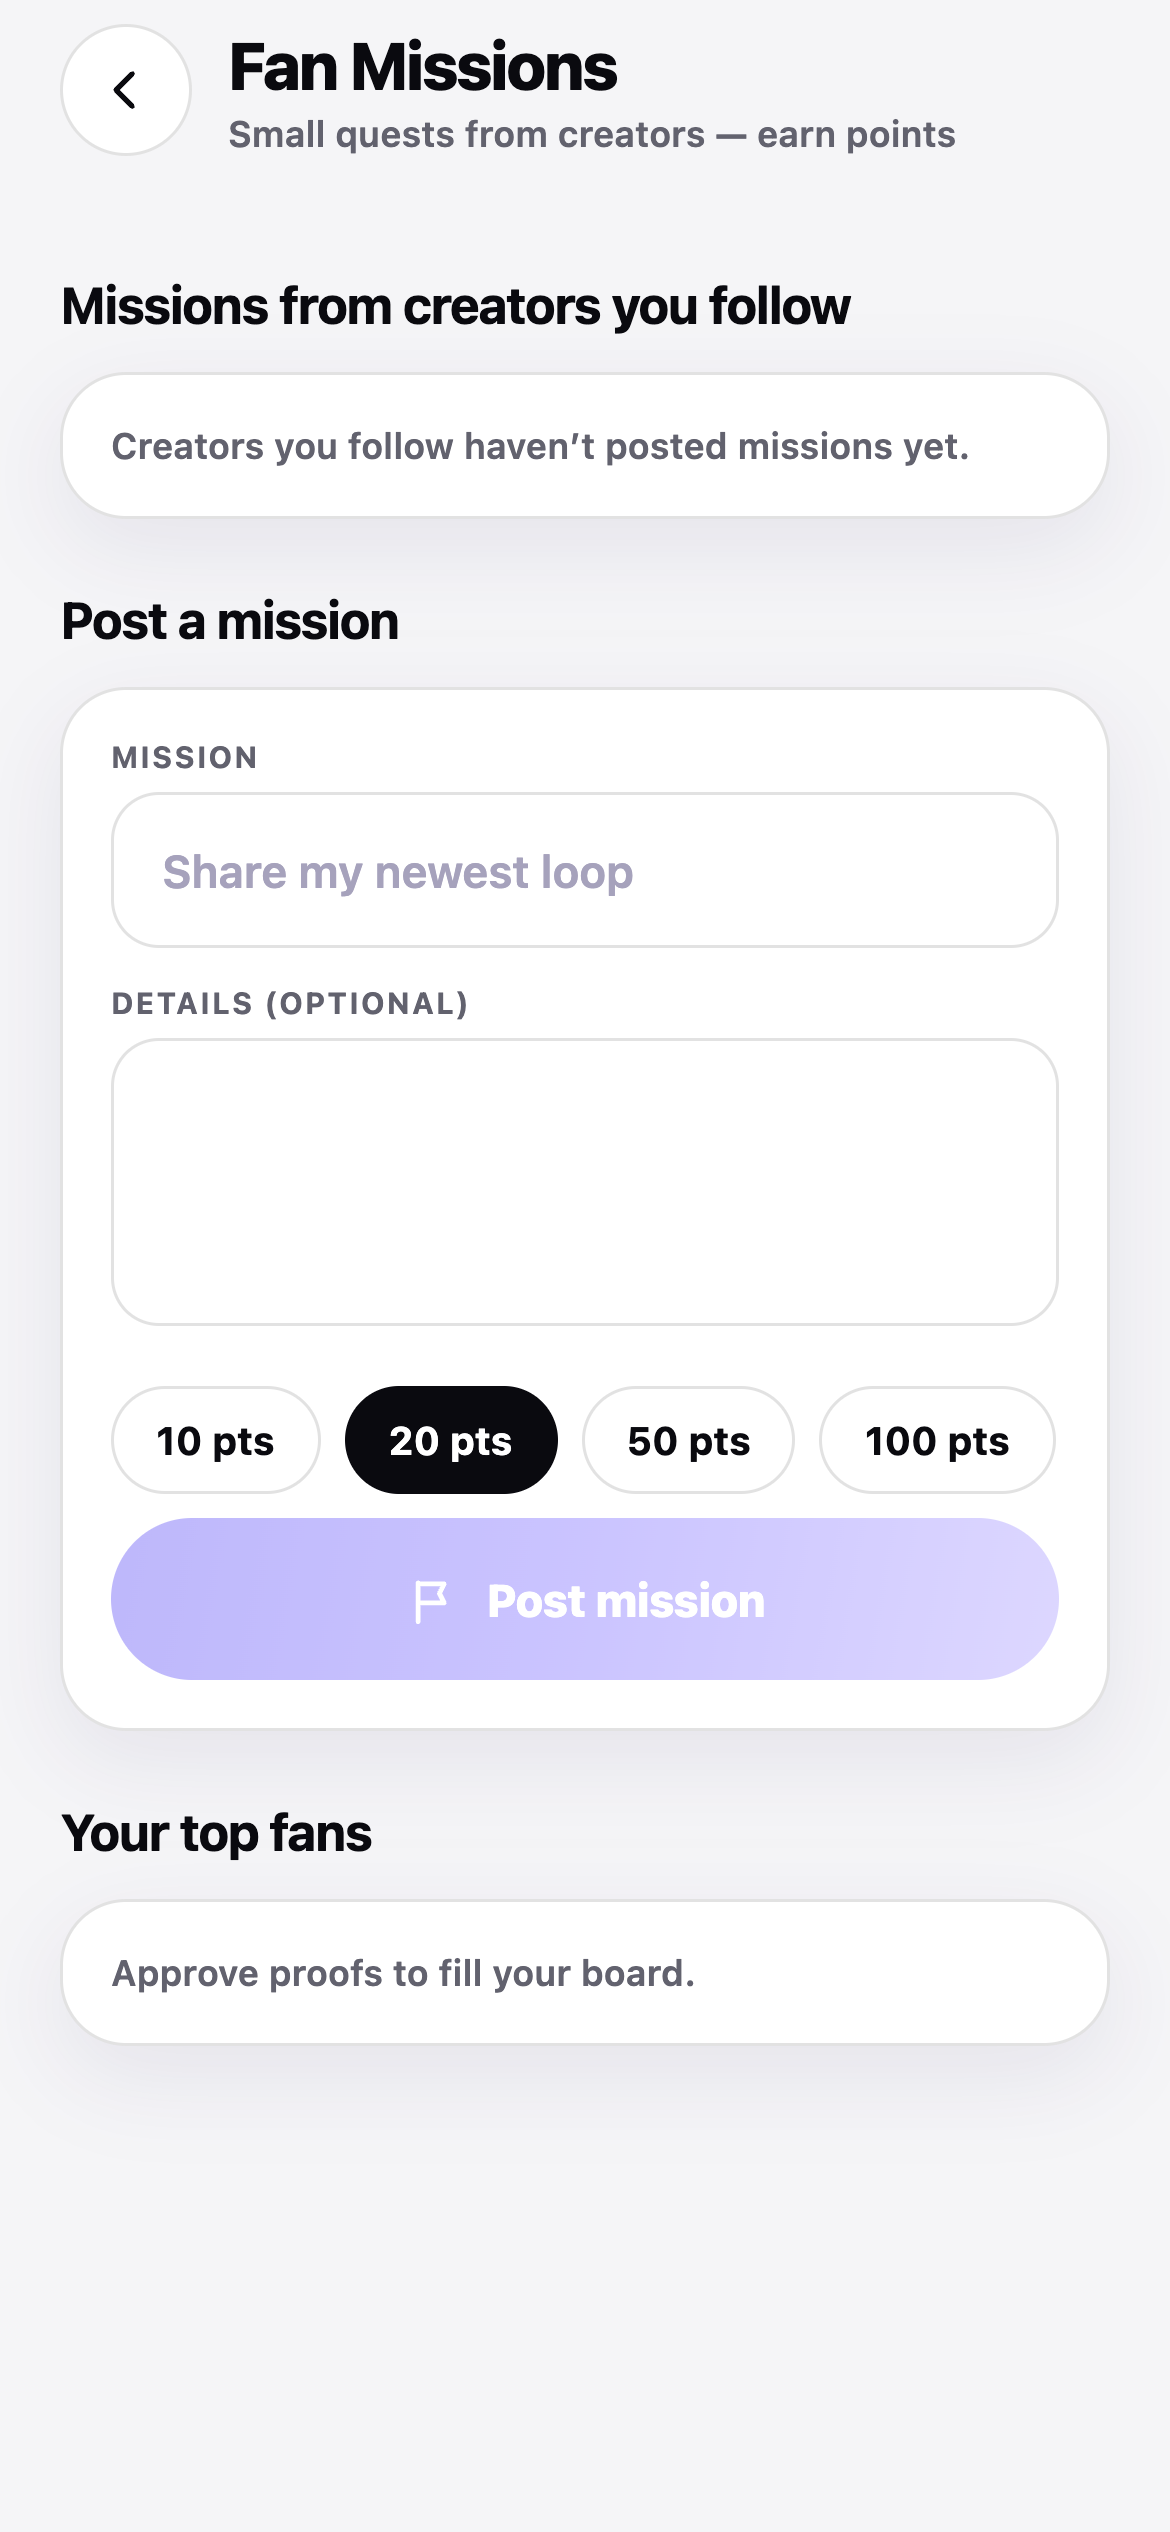 Fan Missions
Small quests from creators — earn points
Missions from creators you follow
Creators you follow haven’t posted missions yet.
Post a mission
MISSION
Share my newest loop
DETAILS (OPTIONAL)
10 pts 20 pts 50 pts 100 pts
Post mission
Your top fans
Approve proofs to fill your board.